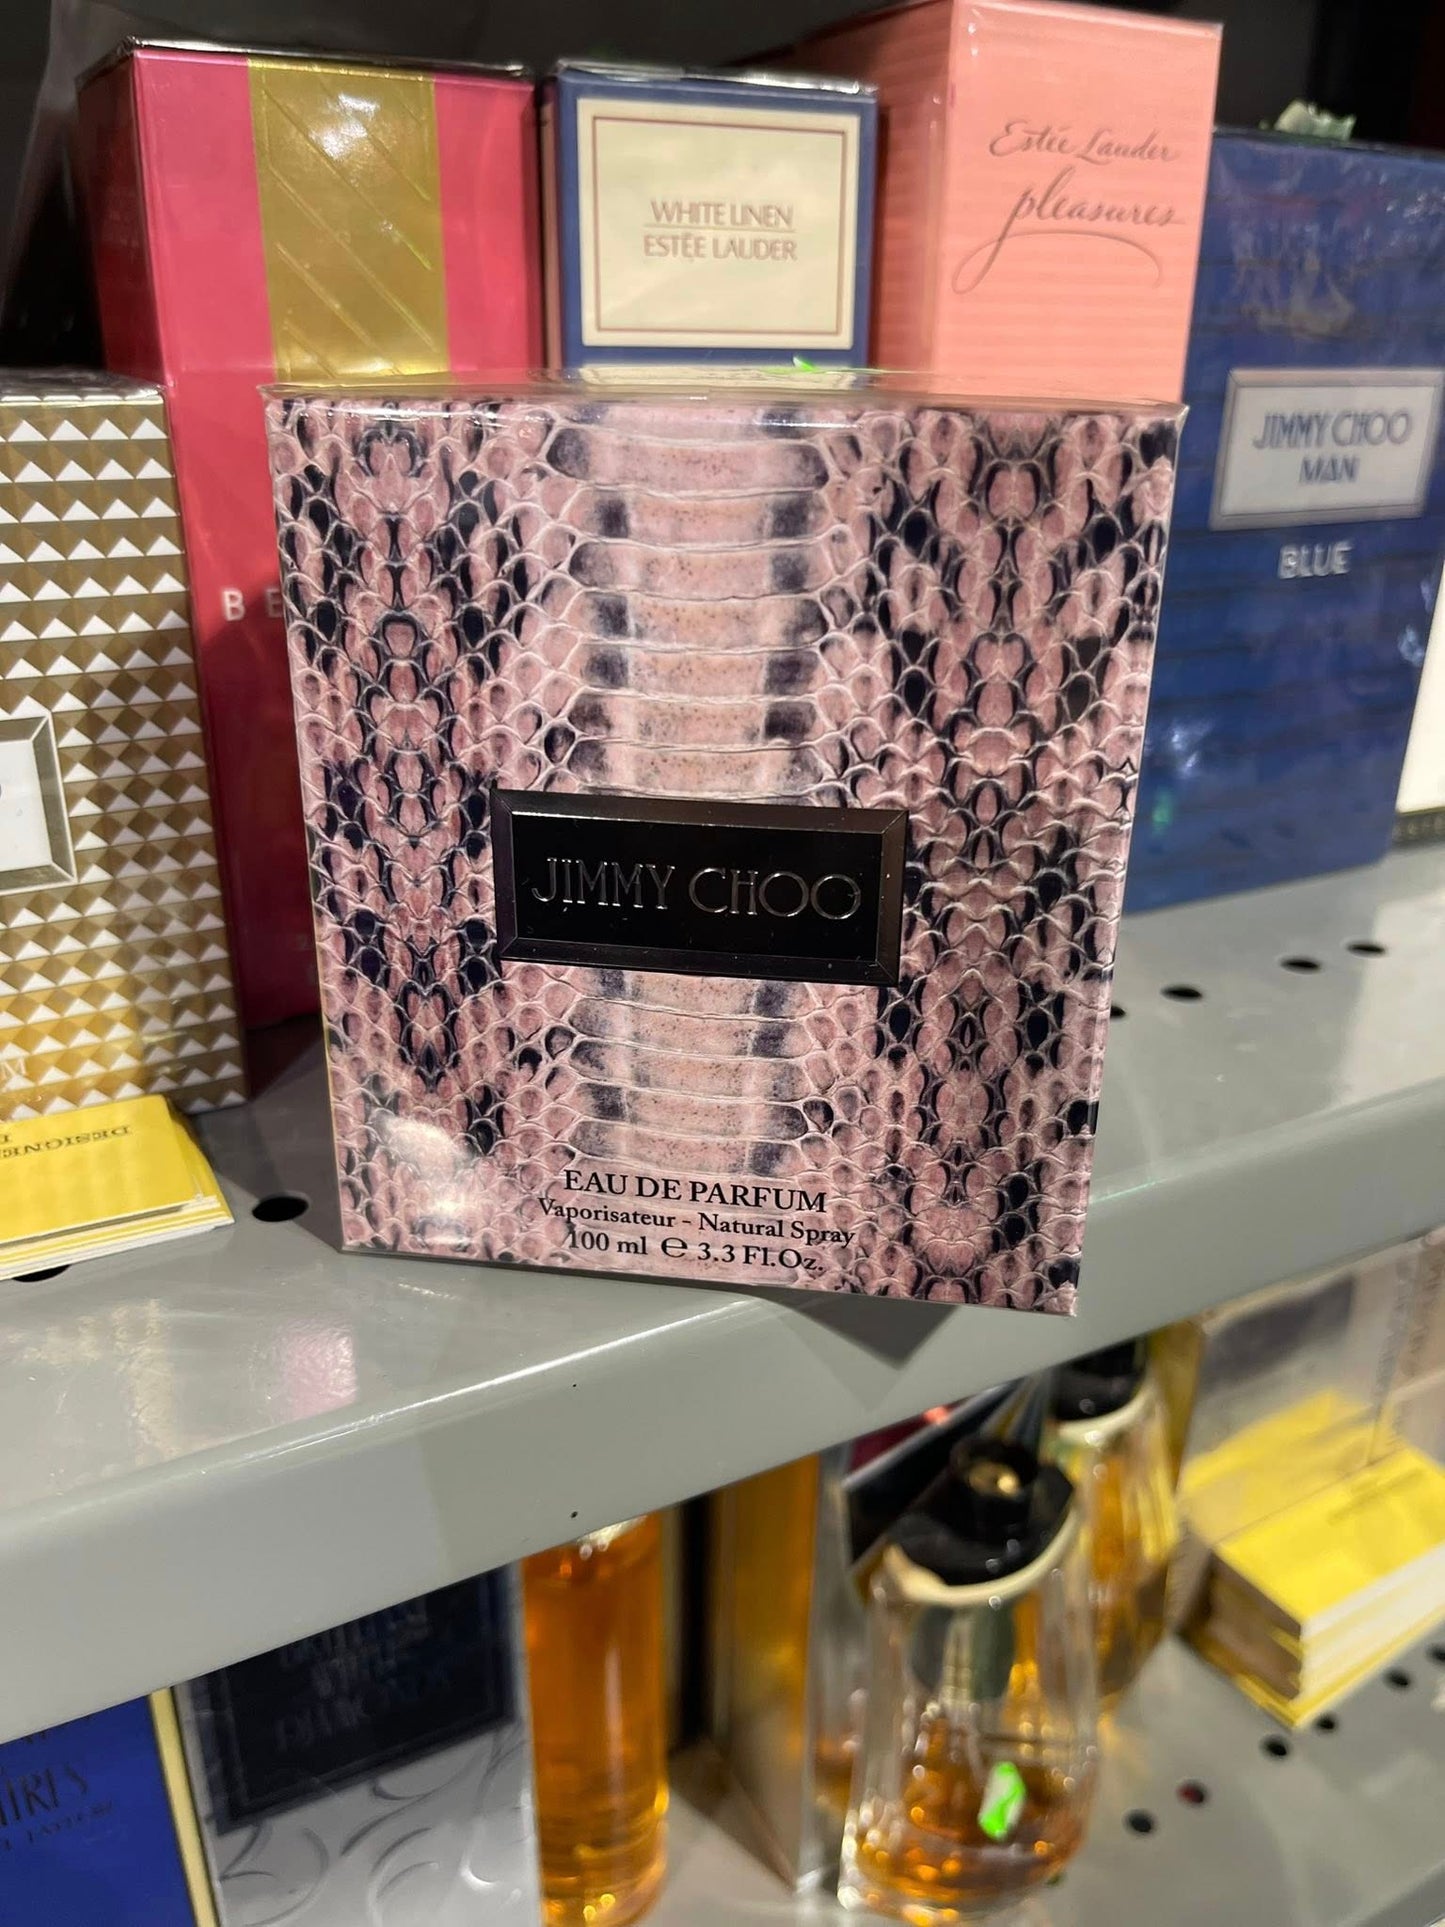 WHITE LINEN
ESTĒE LAUDER
Estée Lauder
pleasures
JIMMY CHOO
MAN
BLUE
B E
JIMMY CHOO
EAU DE PARFUM
Vaporisateur - Natural Spray
100 ml ℮ 3.3 Fl.Oz.
M
DESIGNER